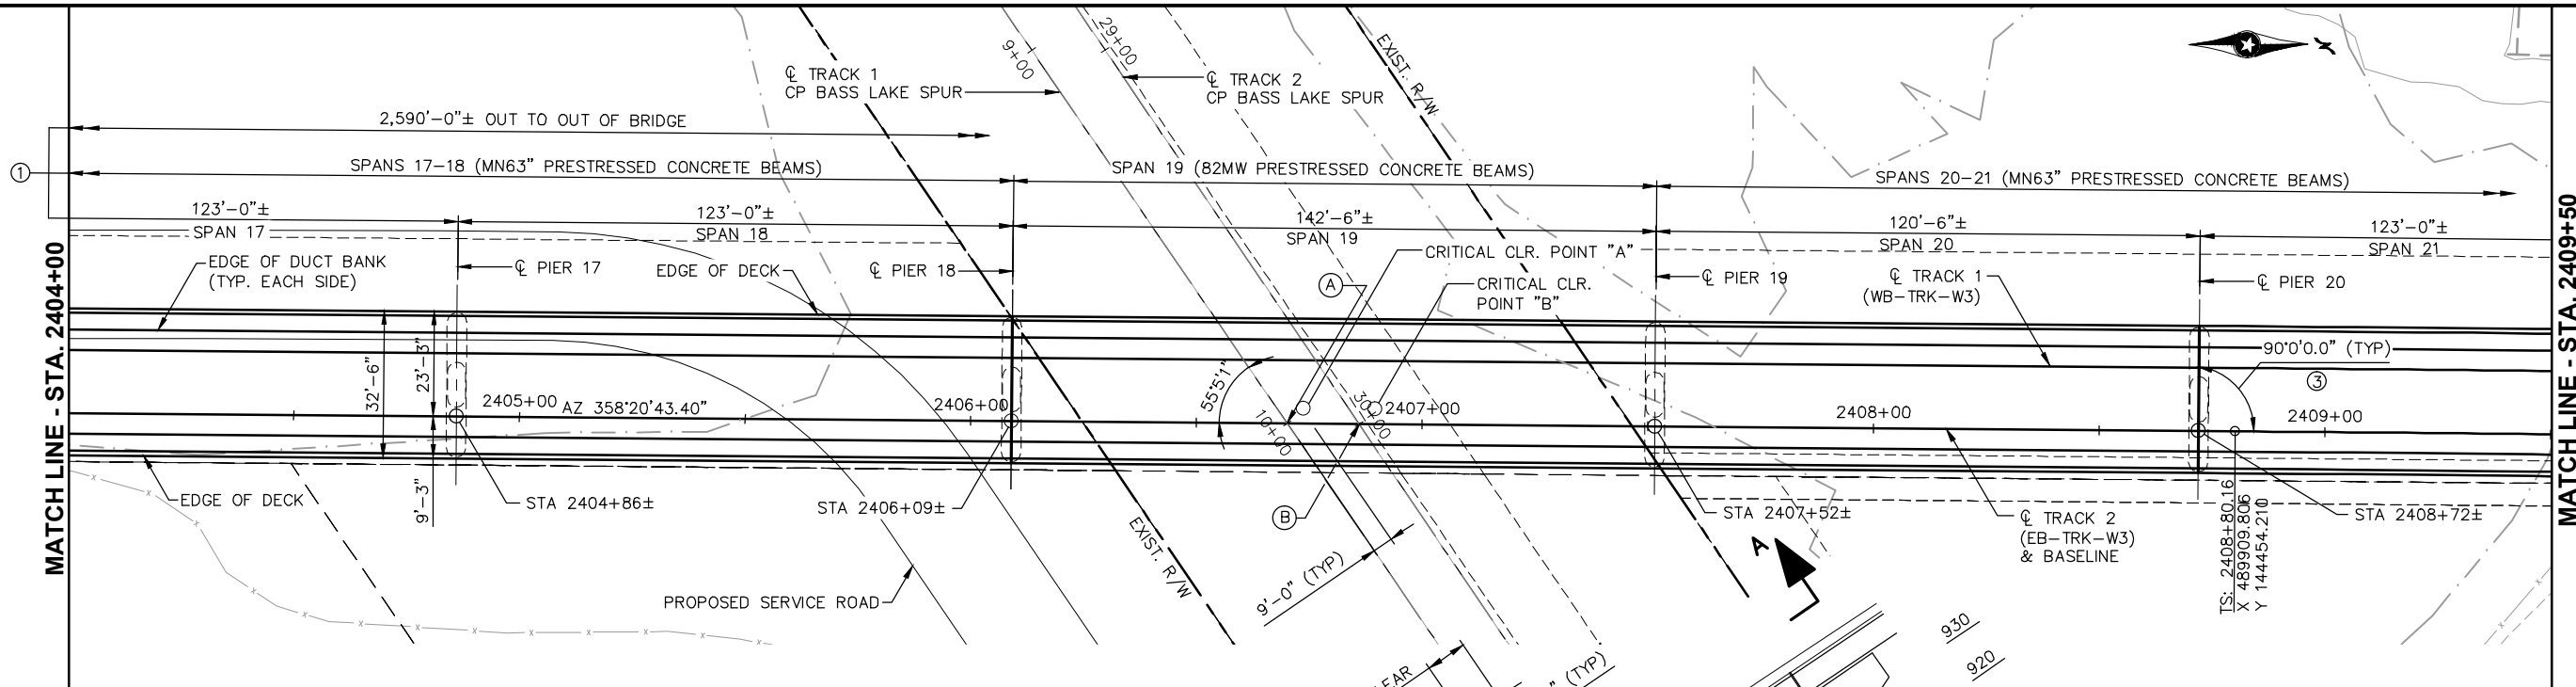 MATCH LINE - STA. 2404+00
MATCH LINE - STA. 2409+50
9+00
29+00
EXIST. R/W
℄ TRACK 1
CP BASS LAKE SPUR
℄ TRACK 2
CP BASS LAKE SPUR
2,590'-0"± OUT TO OUT OF BRIDGE
1
SPANS 17-18 (MN63" PRESTRESSED CONCRETE BEAMS)
SPAN 19 (82MW PRESTRESSED CONCRETE BEAMS)
SPANS 20-21 (MN63" PRESTRESSED CONCRETE BEAMS)
123'-0"±
SPAN 17
123'-0"±
SPAN 18
142'-6"±
SPAN 19
120'-6"±
SPAN 20
123'-0"±
SPAN 21
EDGE OF DUCT BANK
(TYP. EACH SIDE)
℄ PIER 17
EDGE OF DECK
℄ PIER 18
CRITICAL CLR. POINT "A"
A
CRITICAL CLR.
POINT "B"
℄ PIER 19
℄ TRACK 1
(WB-TRK-W3)
℄ PIER 20
32'-6"
23'-3"
9'-3"
2405+00
AZ 358°20'43.40"
2406+00
55°5'1"
10+00
30+00
2407+00
2408+00
90°0'0.0" (TYP)
3
2409+00
EDGE OF DECK
STA 2404+86±
STA 2406+09±
B
STA 2407+52±
℄ TRACK 2
(EB-TRK-W3)
& BASELINE
STA 2408+72±
TS: 2408+80.16
X 489909.806
Y 144454.210
EXIST. R/W
PROPOSED SERVICE ROAD
9'-0" (TYP)
A
930
920
" (TYP)